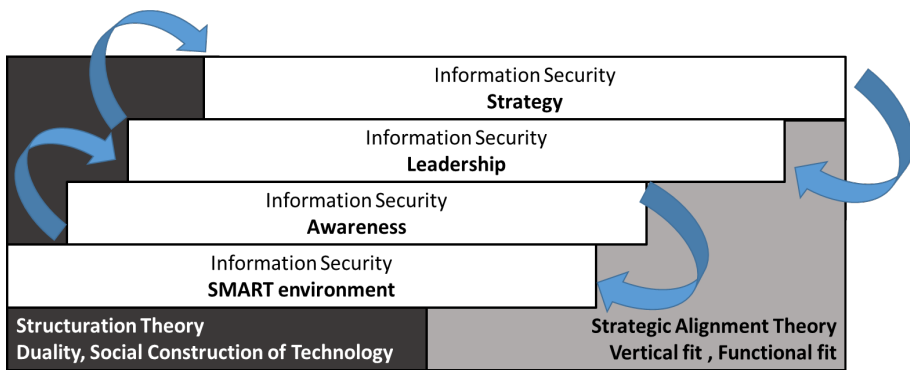 Information Security
Strategy
Information Security
Leadership
Information Security
Awareness
Information Security
SMART environment
Structuration Theory
Duality, Social Construction of Technology
Strategic Alignment Theory
Vertical fit , Functional fit